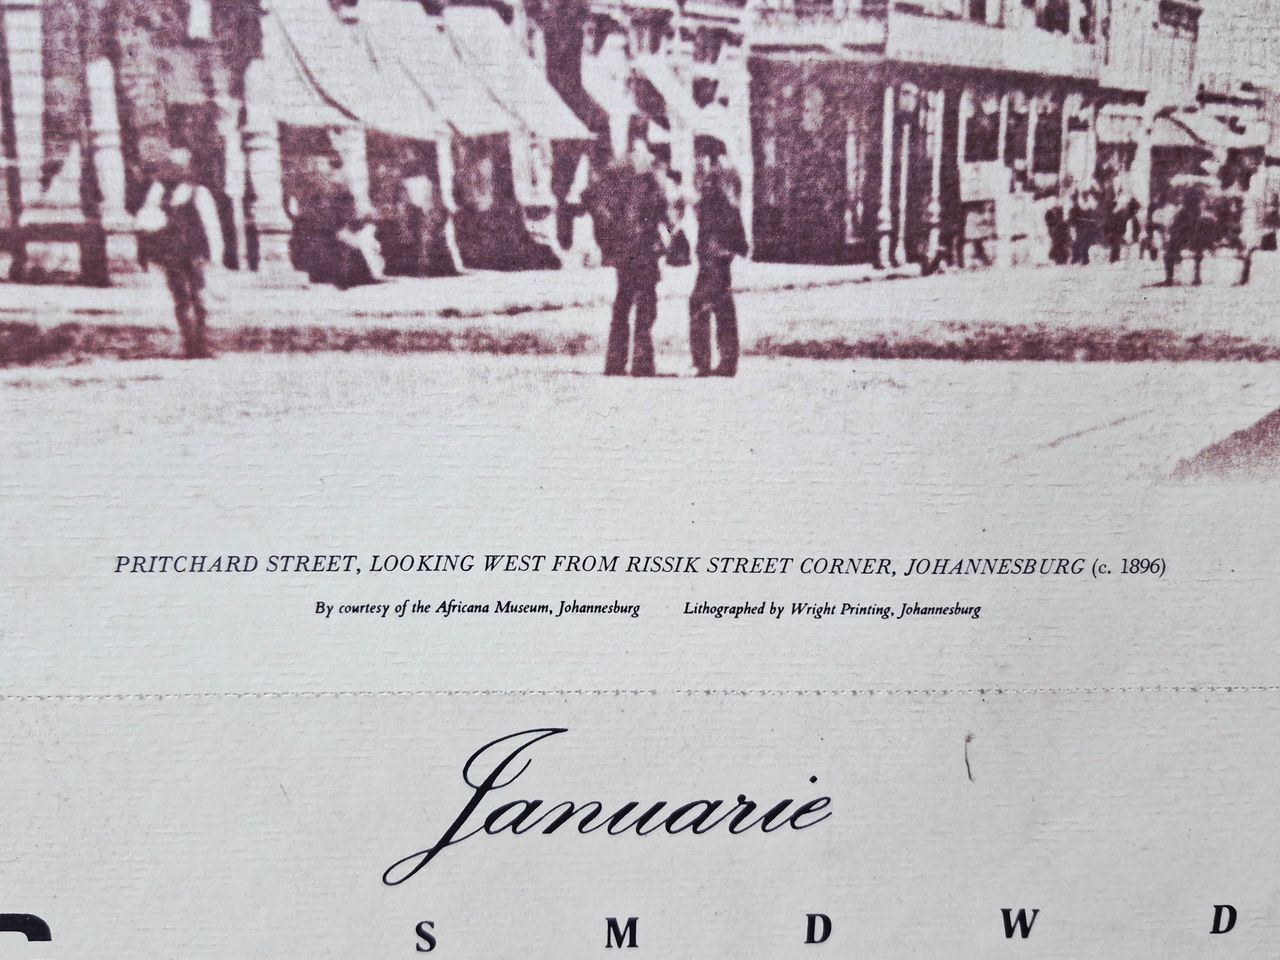 PRITCHARD STREET, LOOKING WEST FROM RISSIK STREET CORNER, JOHANNESBURG (c. 1896)
By courtesy of the Africana Museum, Johannesburg Lithographed by Wright Printing, Johannesburg
Januarie
S M D W D